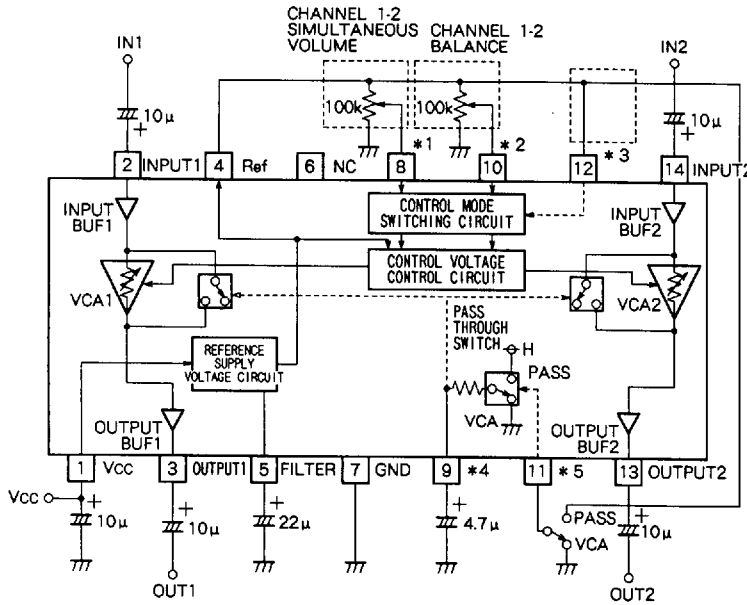 CHANNEL 1-2
SIMULTANEOUS
VOLUME
CHANNEL 1-2
BALANCE
IN1
IN2
10μ
+
100k
100k
10μ
+
*1
*2
*3
2 INPUT1
4 Ref
6 NC
8
10
12
14 INPUT2
INPUT
BUF1
CONTROL MODE
SWITCHING CIRCUIT
INPUT
BUF2
CONTROL VOLTAGE
CONTROL CIRCUIT
VCA1
VCA2
PASS
THROUGH
SWITCH
H
REFERENCE
SUPPLY
VOLTAGE CIRCUIT
PASS
VCA
OUTPUT
BUF1
OUTPUT
BUF2
1 Vcc
3 OUTPUT1
5 FILTER
7 GND
9 *4
11 *5
13 OUTPUT2
Vcc
+
10μ
+
10μ
+
22μ
+
4.7μ
PASS
VCA
+
10μ
OUT1
OUT2